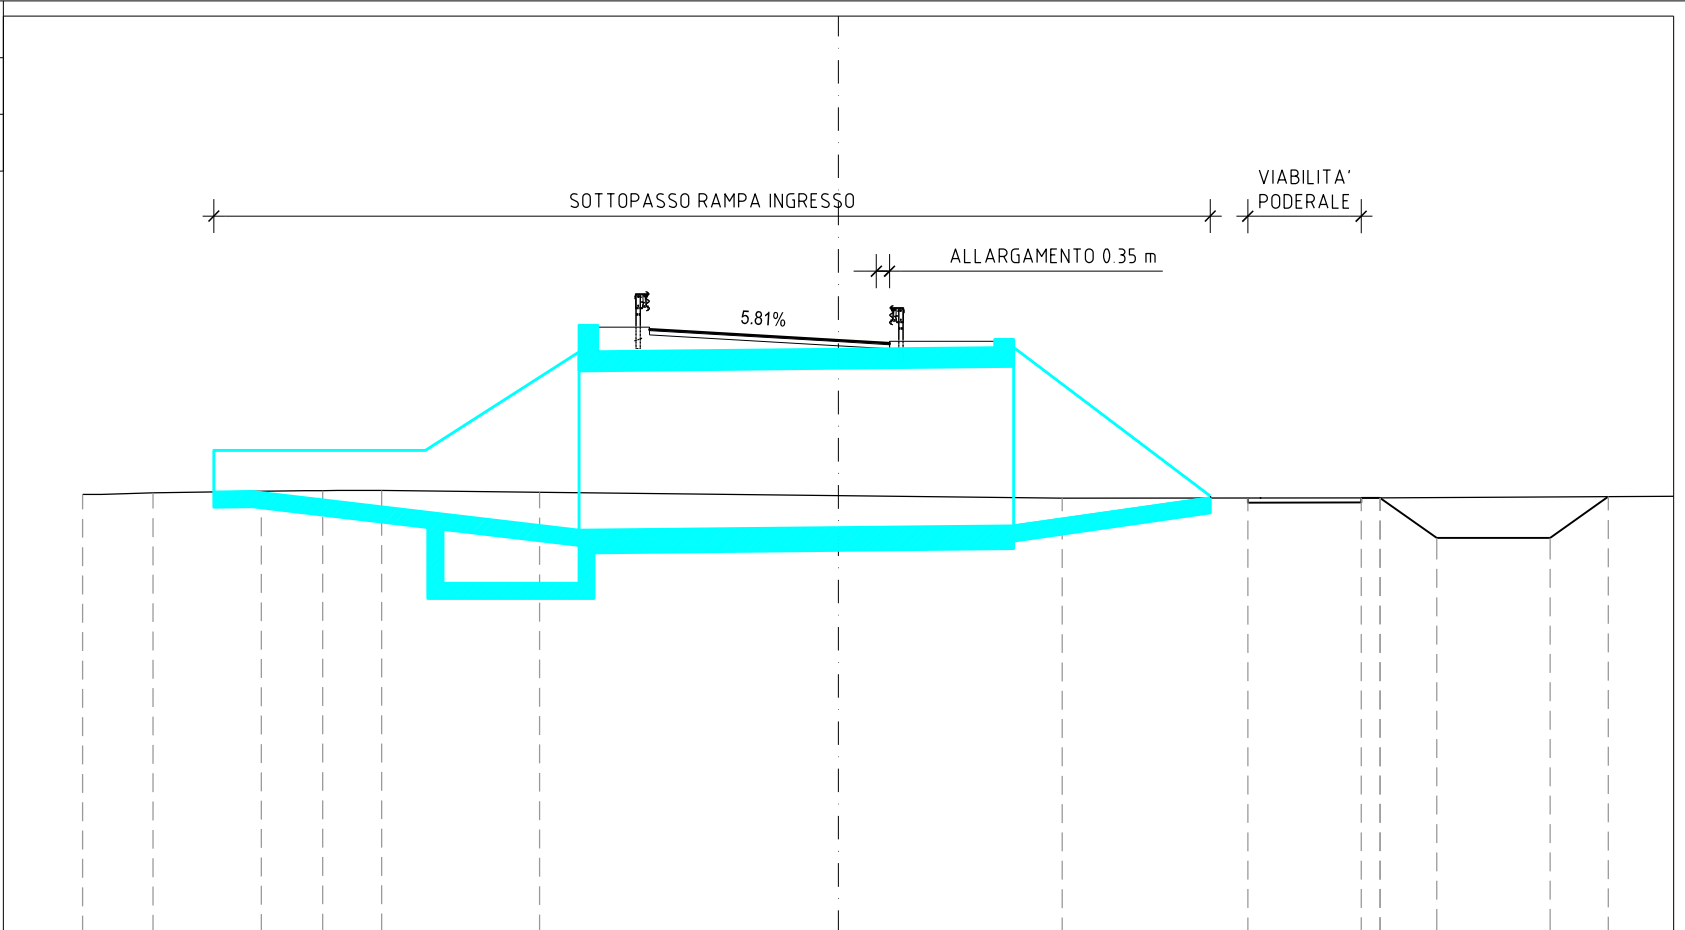 VIABILITA'
PODERALE
SOTTOPASSO RAMPA INGRESSO
ALLARGAMENTO 0.35 m
5.81%